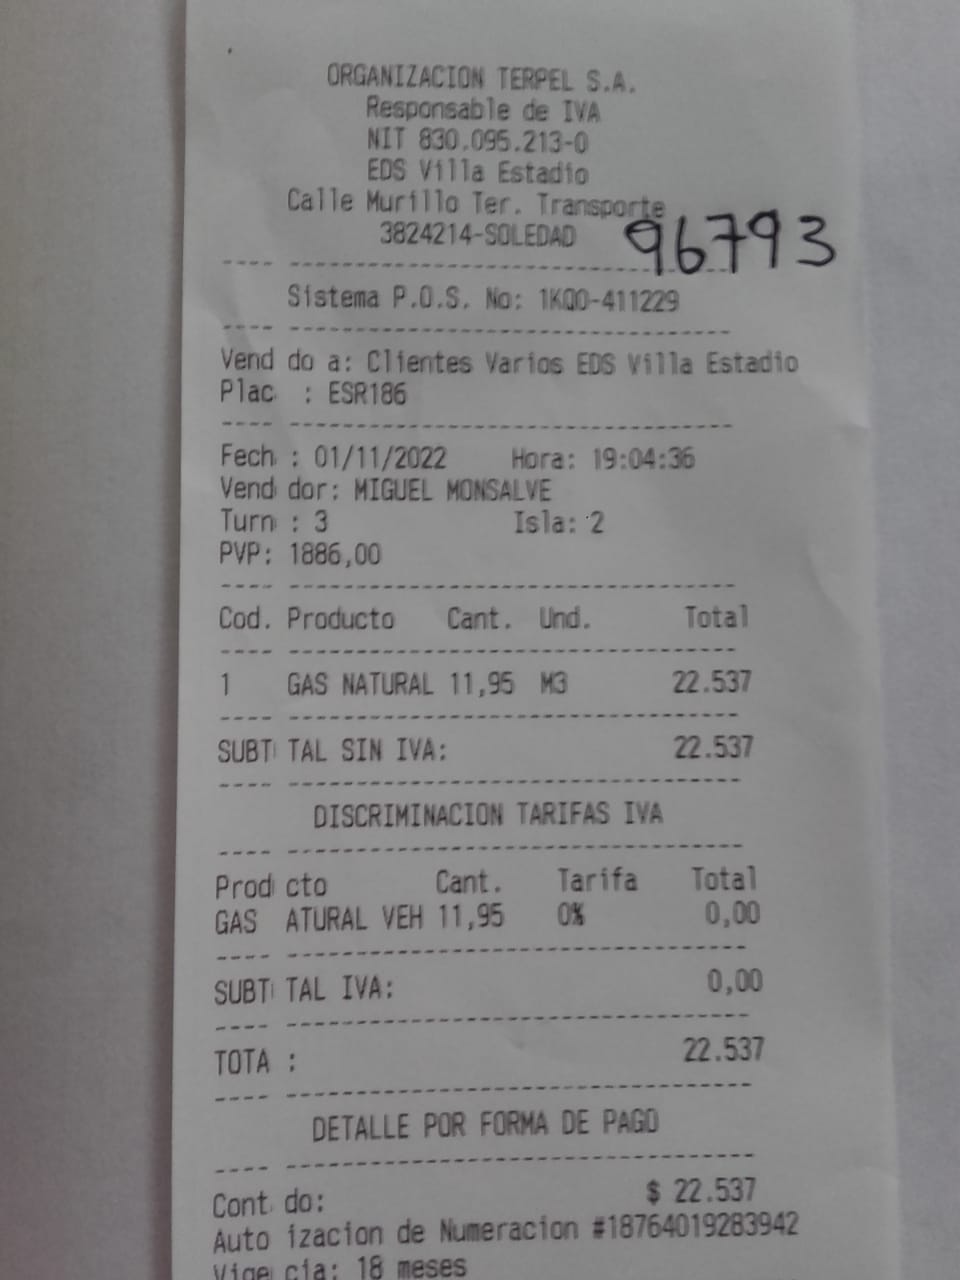 ORGANIZACION TERPEL S.A.
Responsable de IVA
NIT 830.095.213-0
EDS Villa Estadio
Calle Murillo Ter. Transporte
3824214-SOLEDAD 96793
Sistema P.O.S. No: 1KQ0-411229
Vend do a: Clientes Varios EDS Villa Estadio
Plac : ESR186
Fech : 01/11/2022 Hora: 19:04:36
Vend dor: MIGUEL MONSALVE
Turn : 3 Isla: 2
PVP: 1886,00
Cod. Producto Cant. Und. Total
1 GAS NATURAL 11,95 M3 22.537
SUBT TAL SIN IVA: 22.537
DISCRIMINACION TARIFAS IVA
Prod cto Cant. Tarifa Total
GAS ATURAL VEH 11,95 0% 0,00
SUBT TAL IVA: 0,00
TOTA : 22.537
DETALLE POR FORMA DE PAGO
Cont do: $ 22.537
Auto izacion de Numeracion #18764019283942
Vige cia: 18 meses